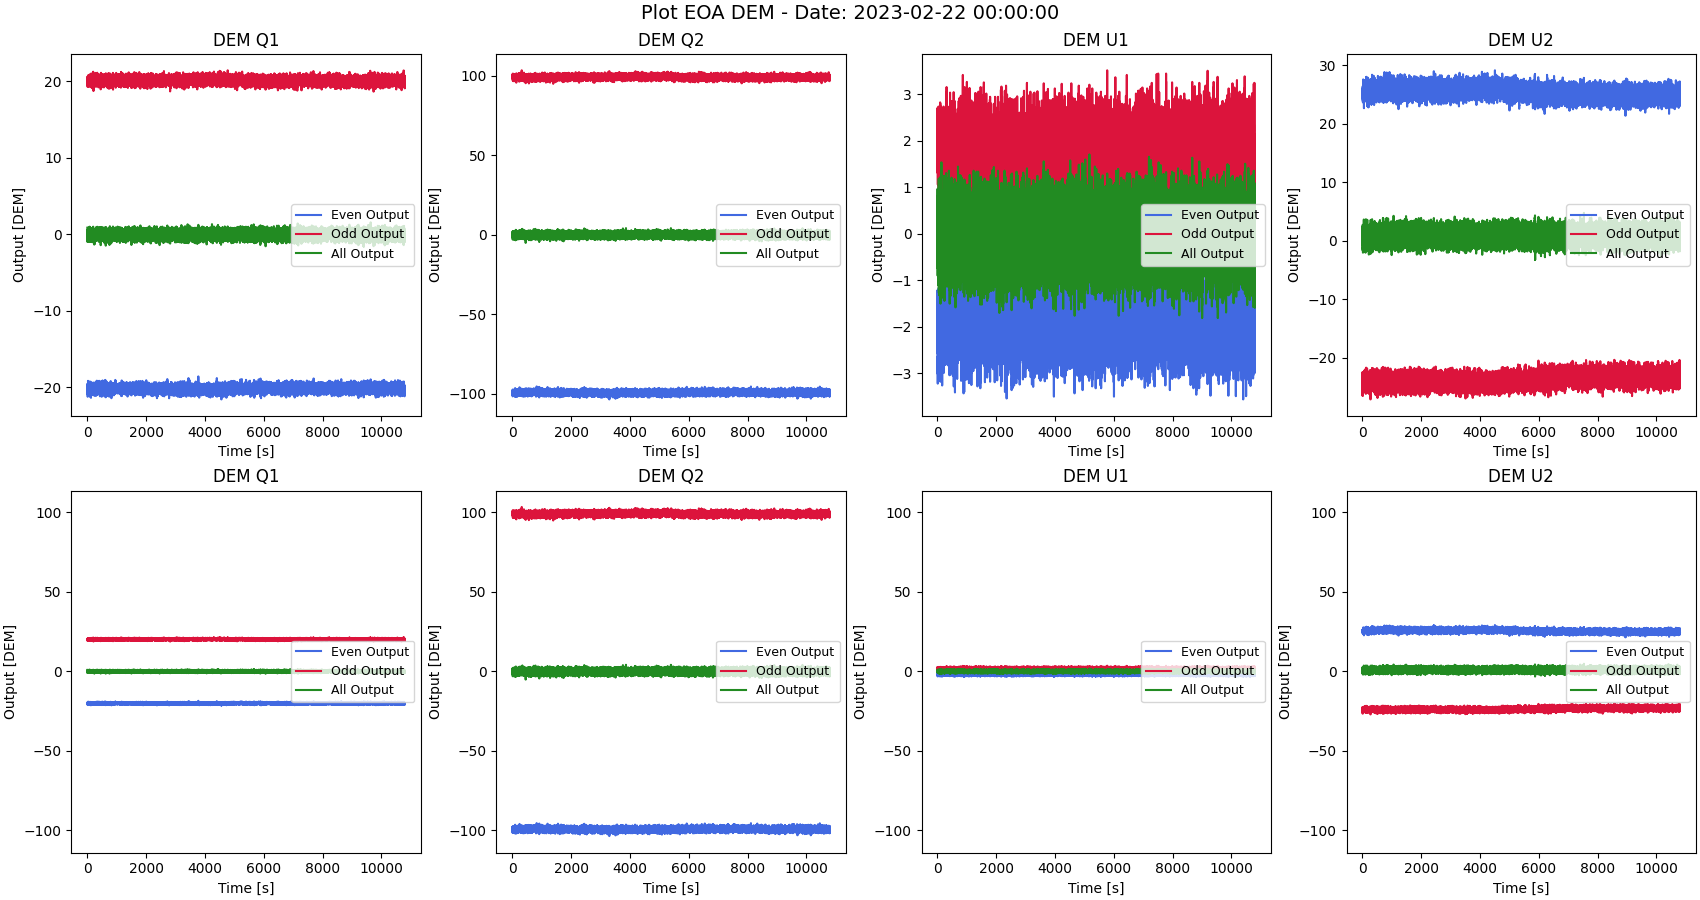 Plot EOA DEM - Date: 2023-02-22 00:00:00
DEM Q1
Output [DEM]
20
10
0
−10
−20
Even Output
Odd Output
All Output
0 2000 4000 6000 8000 10000
Time [s]
DEM Q2
Output [DEM]
100
50
0
−50
−100
Even Output
Odd Output
All Output
0 2000 4000 6000 8000 10000
Time [s]
DEM U1
Output [DEM]
3
2
1
0
−1
−2
−3
Even Output
Odd Output
All Output
0 2000 4000 6000 8000 10000
Time [s]
DEM U2
Output [DEM]
30
20
10
0
−10
−20
Even Output
Odd Output
All Output
0 2000 4000 6000 8000 10000
Time [s]
DEM Q1
Output [DEM]
100
50
0
−50
−100
Even Output
Odd Output
All Output
0 2000 4000 6000 8000 10000
Time [s]
DEM Q2
Output [DEM]
100
50
0
−50
−100
Even Output
Odd Output
All Output
0 2000 4000 6000 8000 10000
Time [s]
DEM U1
Output [DEM]
100
50
0
−50
−100
Even Output
Odd Output
All Output
0 2000 4000 6000 8000 10000
Time [s]
DEM U2
Output [DEM]
100
50
0
−50
−100
Even Output
Odd Output
All Output
0 2000 4000 6000 8000 10000
Time [s]